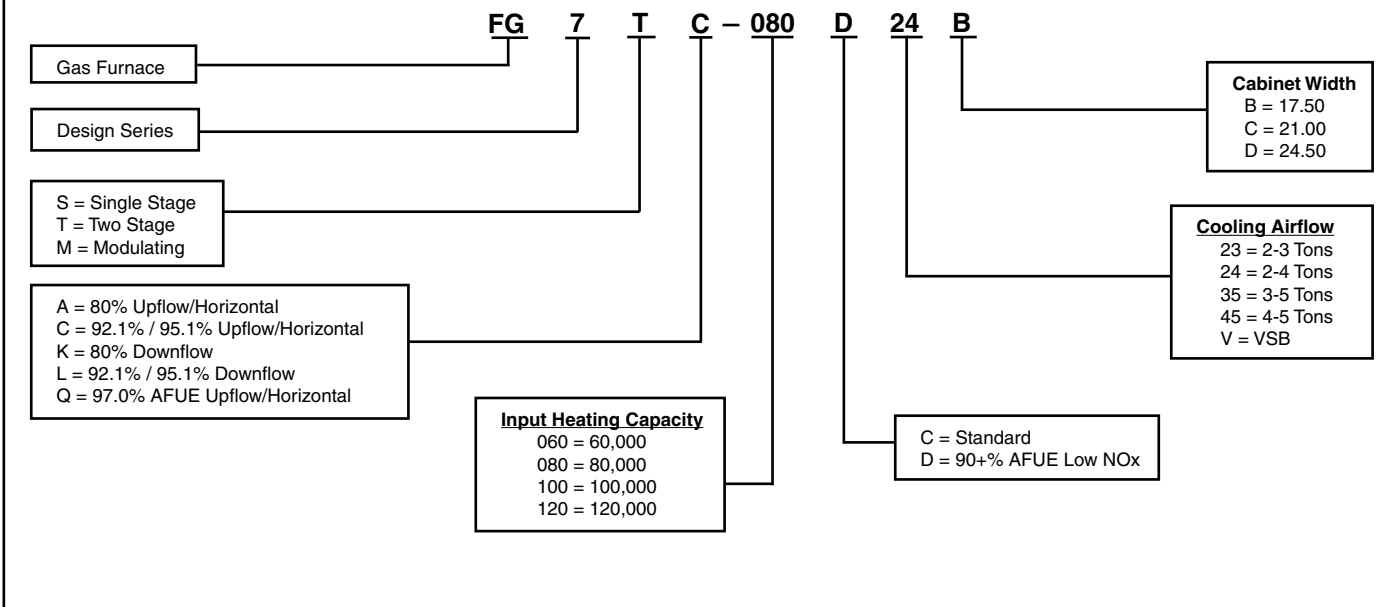 FG 7 T C – 080 D 24 B
Gas Furnace
Design Series
S = Single Stage
T = Two Stage
M = Modulating
A = 80% Upflow/Horizontal
C = 92.1% / 95.1% Upflow/Horizontal
K = 80% Downflow
L = 92.1% / 95.1% Downflow
Q = 97.0% AFUE Upflow/Horizontal
Input Heating Capacity
060 = 60,000
080 = 80,000
100 = 100,000
120 = 120,000
Cabinet Width
B = 17.50
C = 21.00
D = 24.50
Cooling Airflow
23 = 2-3 Tons
24 = 2-4 Tons
35 = 3-5 Tons
45 = 4-5 Tons
V = VSB
C = Standard
D = 90+% AFUE Low NOx